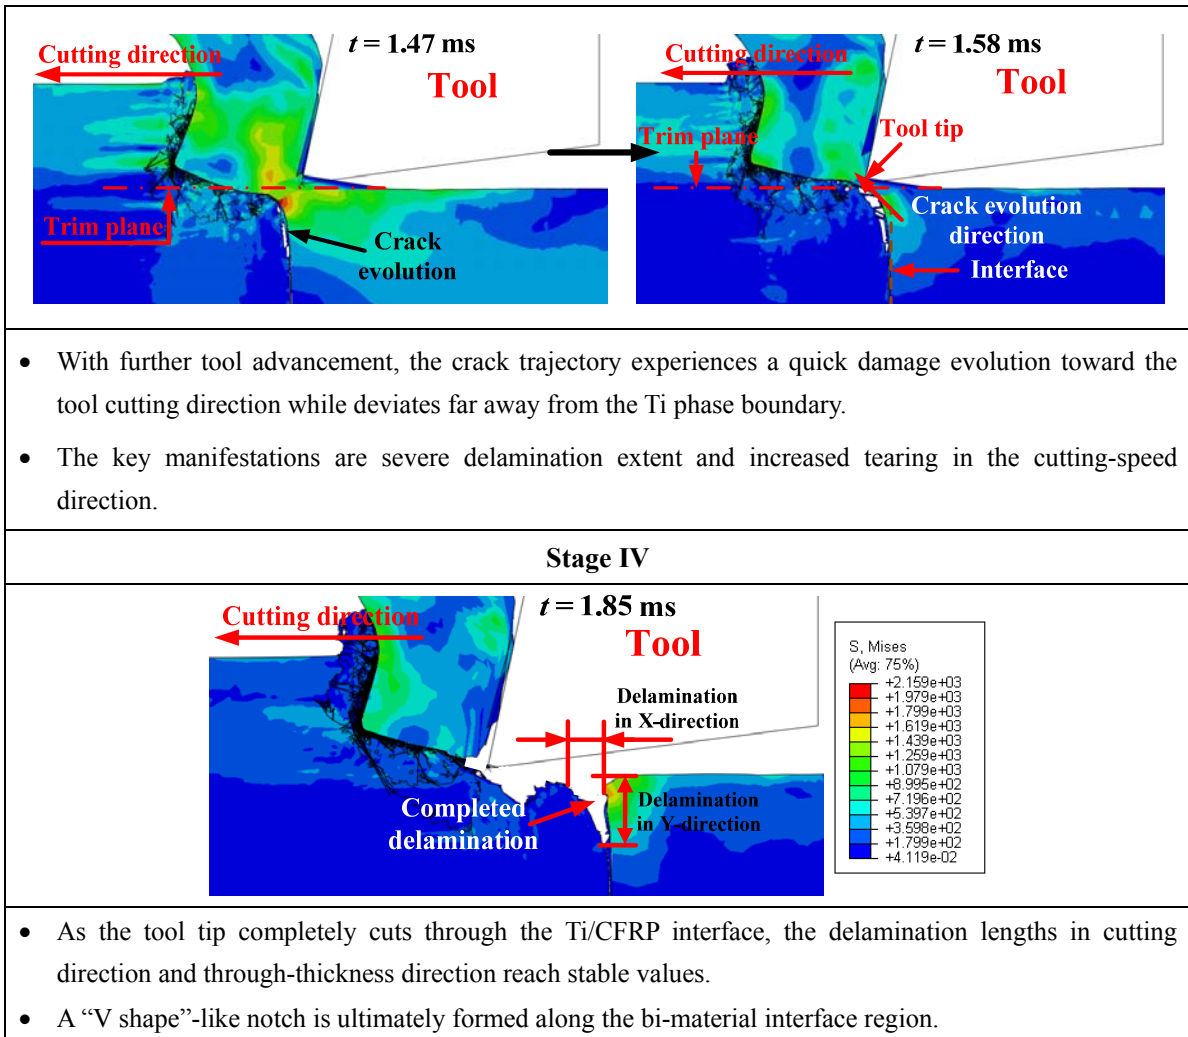 Cutting direction
t = 1.47 ms
Tool
Trim plane
Crack
evolution
Cutting direction
t = 1.58 ms
Tool
Tool tip
Trim plane
Crack evolution
direction
Interface
• With further tool advancement, the crack trajectory experiences a quick damage evolution toward the
tool cutting direction while deviates far away from the Ti phase boundary.
• The key manifestations are severe delamination extent and increased tearing in the cutting-speed
direction.
Stage IV
Cutting direction
t = 1.85 ms
Tool
Delamination
in X-direction
Completed
delamination
Delamination
in Y-direction
S, Mises
(Avg: 75%)
+2.159e+03
+1.979e+03
+1.799e+03
+1.619e+03
+1.439e+03
+1.259e+03
+1.079e+03
+8.995e+02
+7.196e+02
+5.397e+02
+3.598e+02
+1.799e+02
+4.119e-02
• As the tool tip completely cuts through the Ti/CFRP interface, the delamination lengths in cutting
direction and through-thickness direction reach stable values.
• A “V shape”-like notch is ultimately formed along the bi-material interface region.